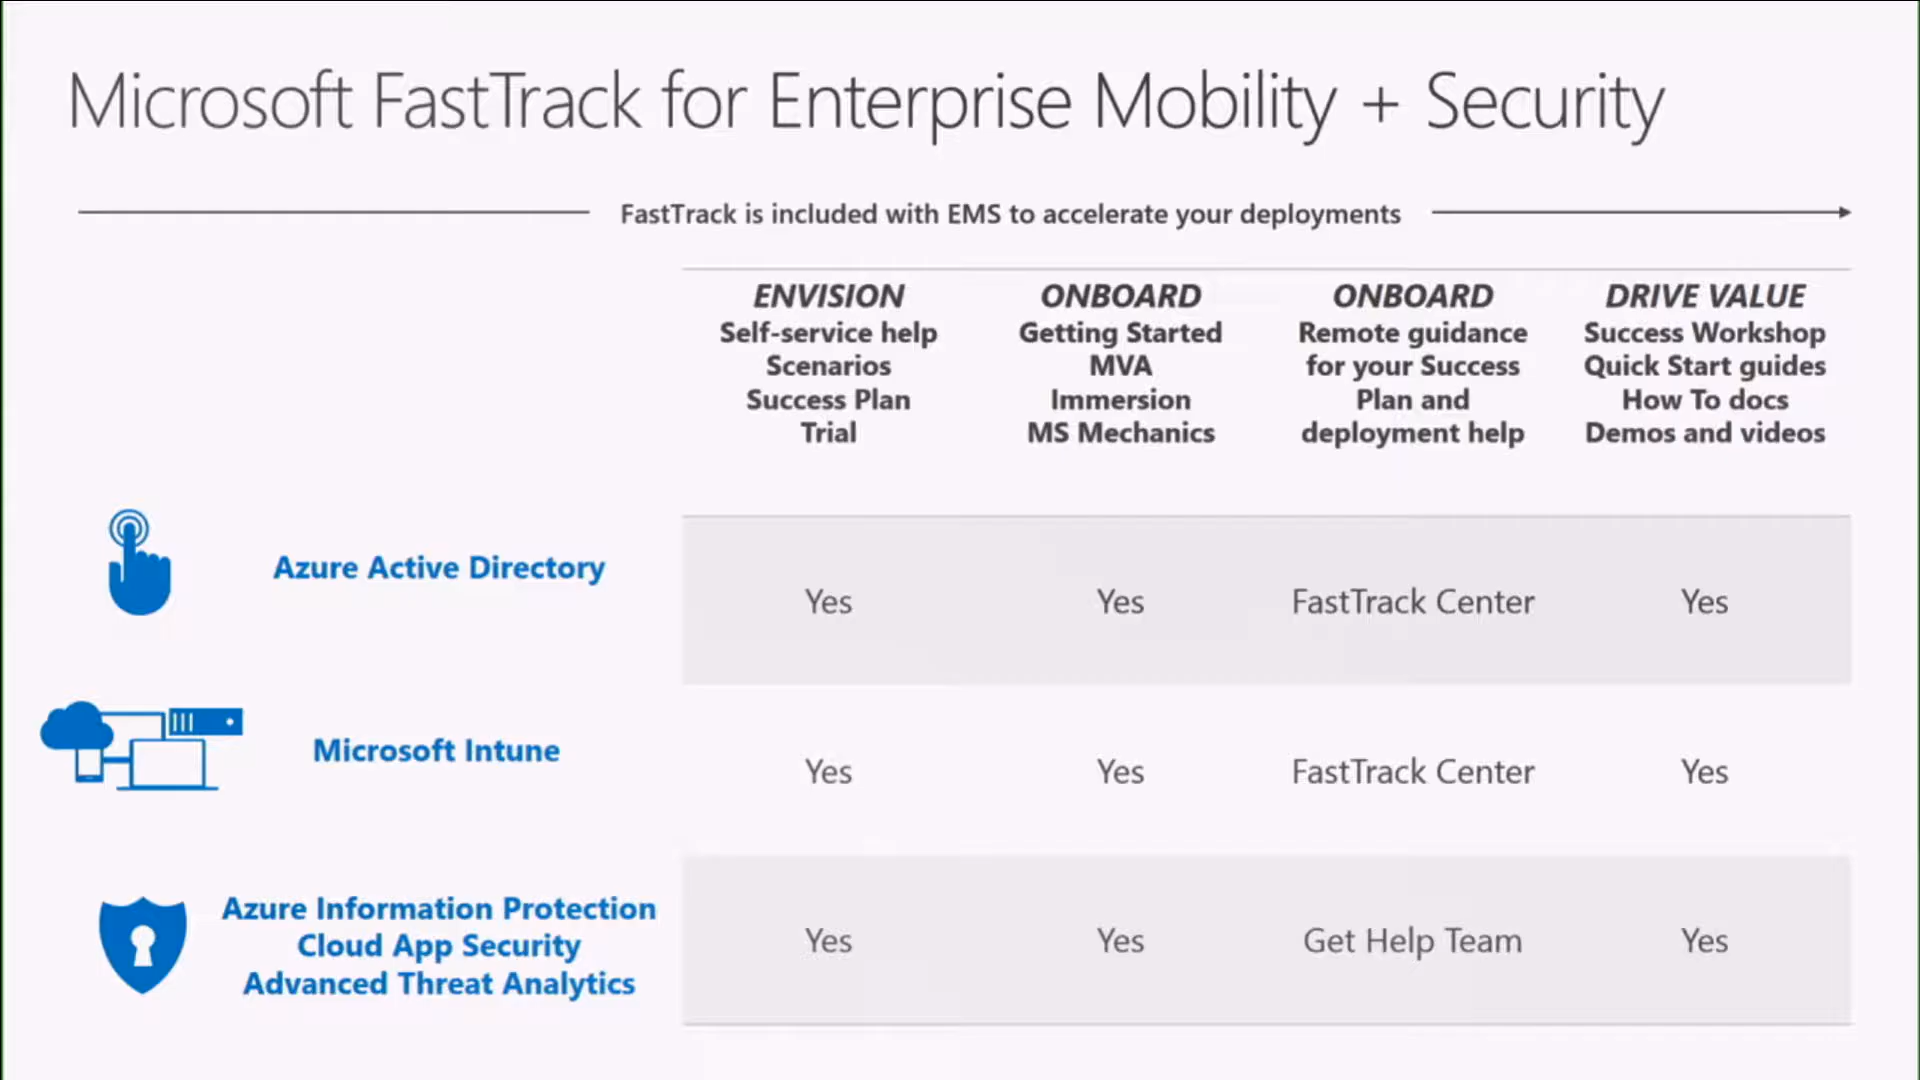 Microsoft FastTrack for Enterprise Mobility + Security
FastTrack is included with EMS to accelerate your deployments
ENVISION
Self-service help
Scenarios
Success Plan
Trial
ONBOARD
Getting Started
MVA
Immersion
MS Mechanics
ONBOARD
Remote guidance
for your Success
Plan and
deployment help
DRIVE VALUE
Success Workshop
Quick Start guides
How To docs
Demos and videos
Azure Active Directory
Yes
Yes
FastTrack Center
Yes
Microsoft Intune
Yes
Yes
FastTrack Center
Yes
Azure Information Protection
Cloud App Security
Advanced Threat Analytics
Yes
Yes
Get Help Team
Yes